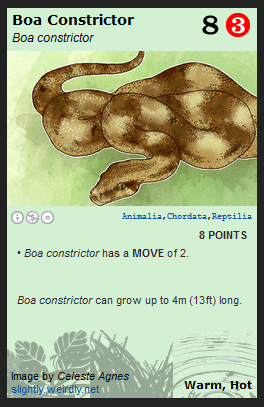 Boa Constrictor 8 3
Boa constrictor
Animalia,Chordata,Reptilia
8 POINTS
• Boa constrictor has a MOVE of 2.
Boa constrictor can grow up to 4m (13ft) long.
Image by Celeste Agnes
slightly.weirdly.net
Warm, Hot